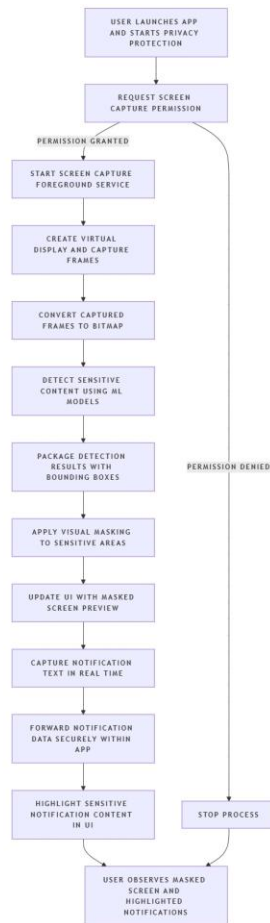 USER LAUNCHES APP
AND STARTS PRIVACY
PROTECTION
REQUEST SCREEN
CAPTURE PERMISSION
PERMISSION GRANTED
START SCREEN CAPTURE
FOREGROUND SERVICE
CREATE VIRTUAL
DISPLAY AND CAPTURE
FRAMES
CONVERT CAPTURED
FRAMES TO BITMAP
DETECT SENSITIVE
CONTENT USING ML
MODELS
PACKAGE DETECTION
RESULTS WITH
BOUNDING BOXES
PERMISSION DENIED
APPLY VISUAL MASKING
TO SENSITIVE AREAS
UPDATE UI WITH MASKED
SCREEN PREVIEW
CAPTURE NOTIFICATION
TEXT IN REAL TIME
FORWARD NOTIFICATION
DATA SECURELY WITHIN
APP
HIGHLIGHT SENSITIVE
NOTIFICATION CONTENT
IN UI
STOP PROCESS
USER OBSERVES MASKED
SCREEN AND
HIGHLIGHTED
NOTIFICATIONS